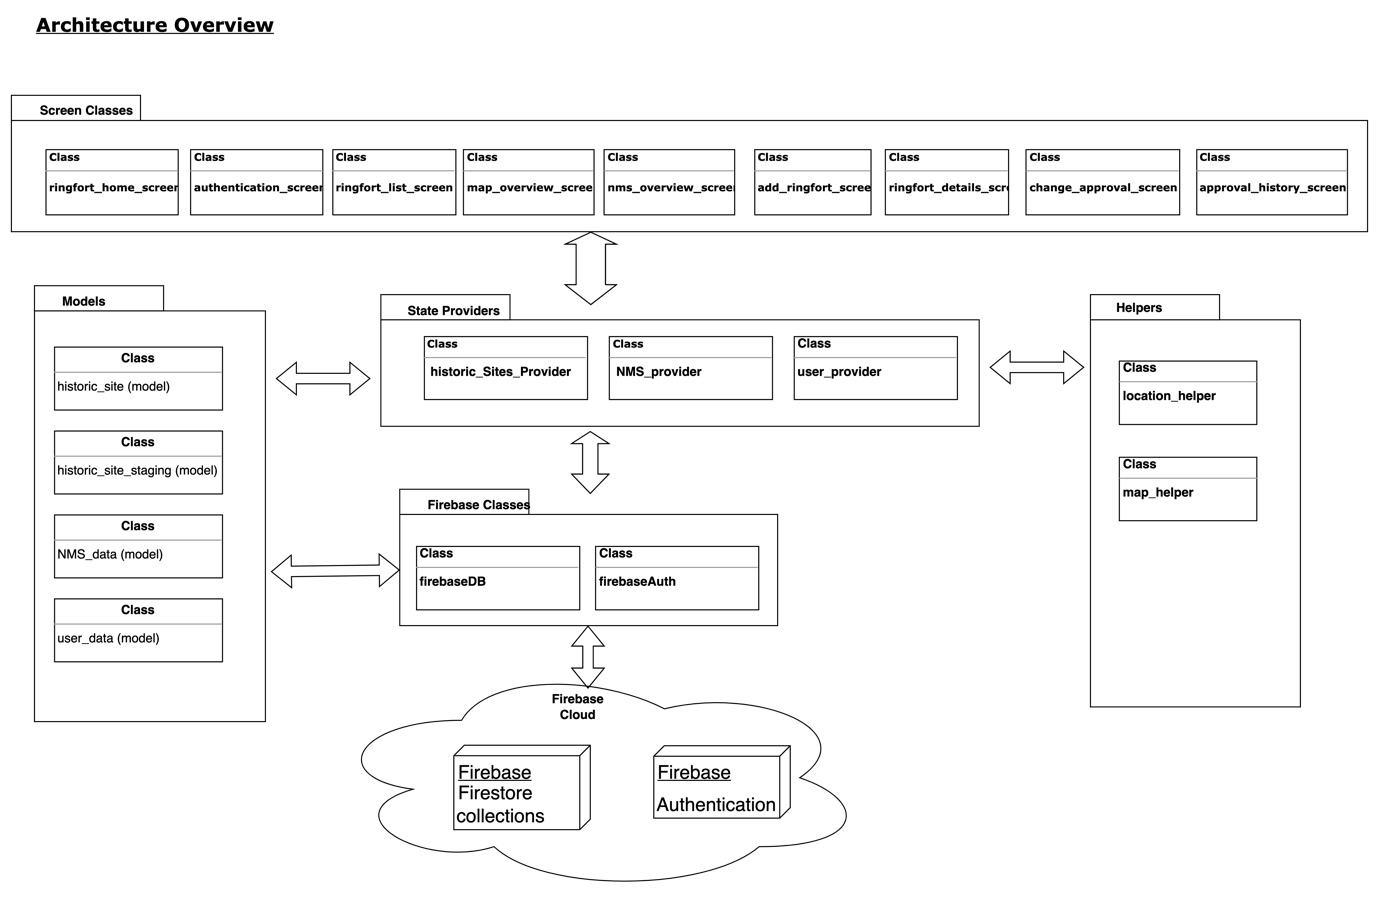 Architecture Overview
Screen Classes
Class
ringfort_home_screen
Class
authentication_screen
Class
ringfort_list_screen
Class
map_overview_scree
Class
nms_overview_screen
Class
add_ringfort_scree
Class
ringfort_details_scr
Class
change_approval_screen
Class
approval_history_screen
Models
Class
historic_site (model)
Class
historic_site_staging (model)
Class
NMS_data (model)
Class
user_data (model)
State Providers
Class
historic_Sites_Provider
Class
NMS_provider
Class
user_provider
Helpers
Class
location_helper
Class
map_helper
Firebase Classes
Class
firebaseDB
Class
firebaseAuth
Firebase
Cloud
Firebase
Firestore
collections
Firebase
Authentication